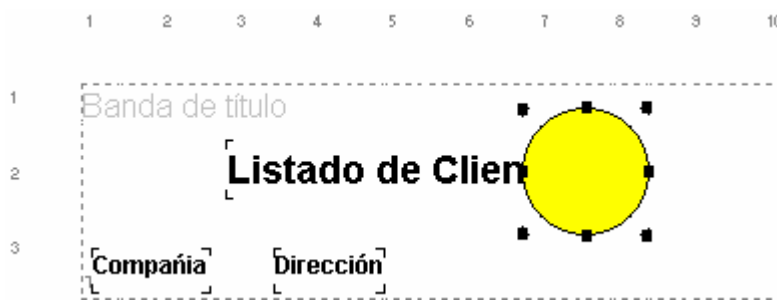 1 2 3 4 5 6 7 8 9 10
1
Banda de título
2
Listado de Clien
3
Compañia Dirección